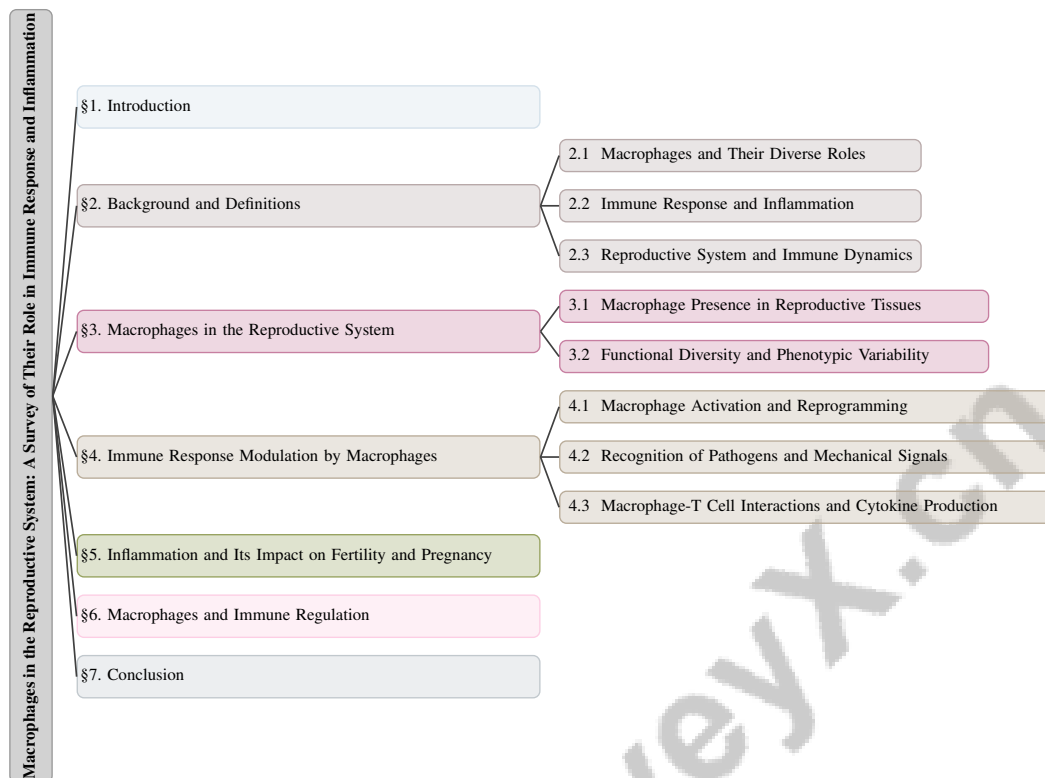 Macrophages in the Reproductive System: A Survey of Their Role in Immune Response and Inflammation
§1. Introduction
§2. Background and Definitions
2.1 Macrophages and Their Diverse Roles
2.2 Immune Response and Inflammation
2.3 Reproductive System and Immune Dynamics
§3. Macrophages in the Reproductive System
3.1 Macrophage Presence in Reproductive Tissues
3.2 Functional Diversity and Phenotypic Variability
§4. Immune Response Modulation by Macrophages
4.1 Macrophage Activation and Reprogramming
4.2 Recognition of Pathogens and Mechanical Signals
4.3 Macrophage-T Cell Interactions and Cytokine Production
§5. Inflammation and Its Impact on Fertility and Pregnancy
§6. Macrophages and Immune Regulation
§7. Conclusion
eyx.cn